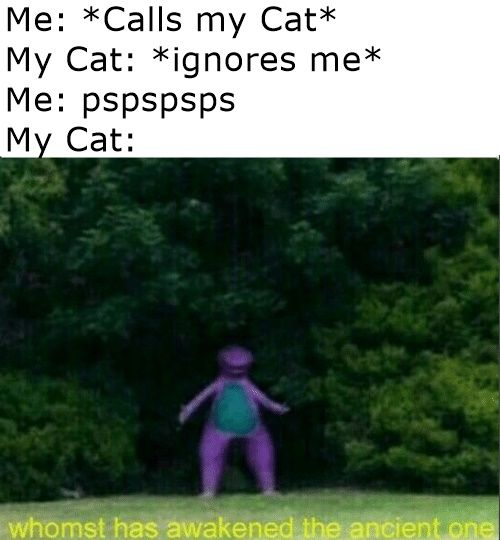 Me: *Calls my Cat*
My Cat: *ignores me*
Me: pspspsps
My Cat:
whomst has awakened the ancient one